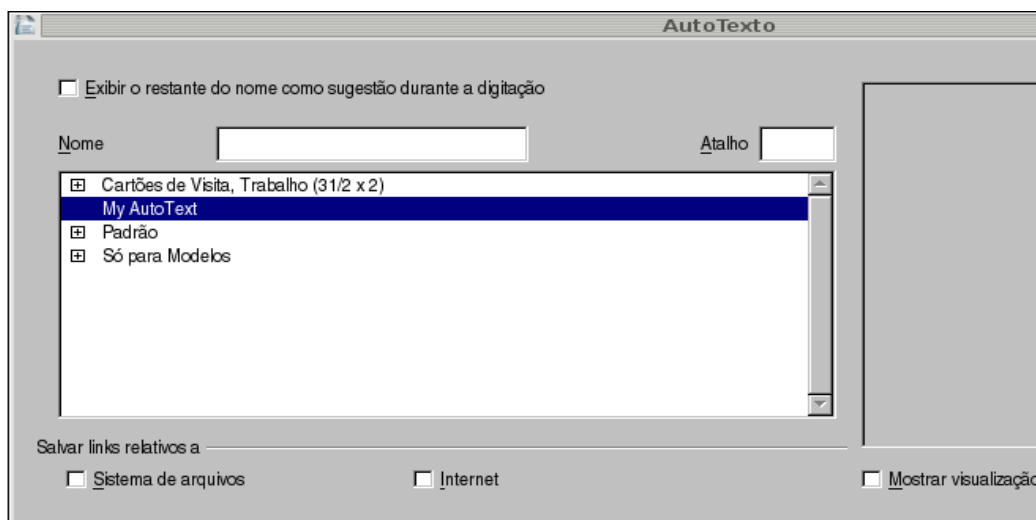 AutoTexto
Exibir o restante do nome como sugestão durante a digitação
Nome
Atalho
Cartões de Visita, Trabalho (31/2 x 2)
My AutoText
Padrão
Só para Modelos
Salvar links relativos a
Sistema de arquivos
Internet
Mostrar visualização